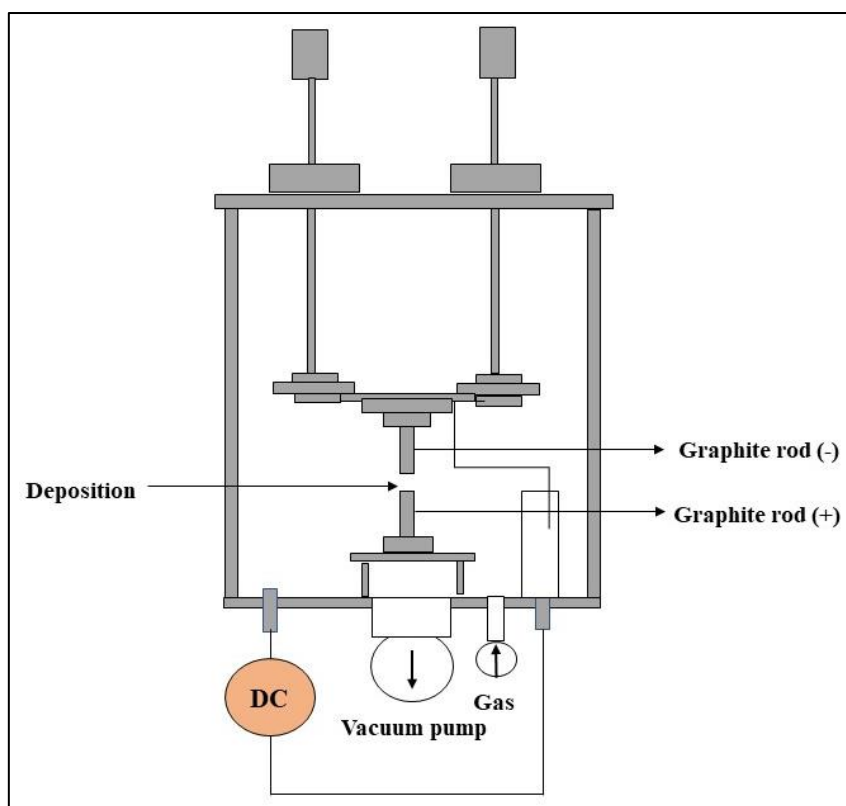 Graphite rod (-)
Deposition
Graphite rod (+)
DC
Gas
Vacuum pump